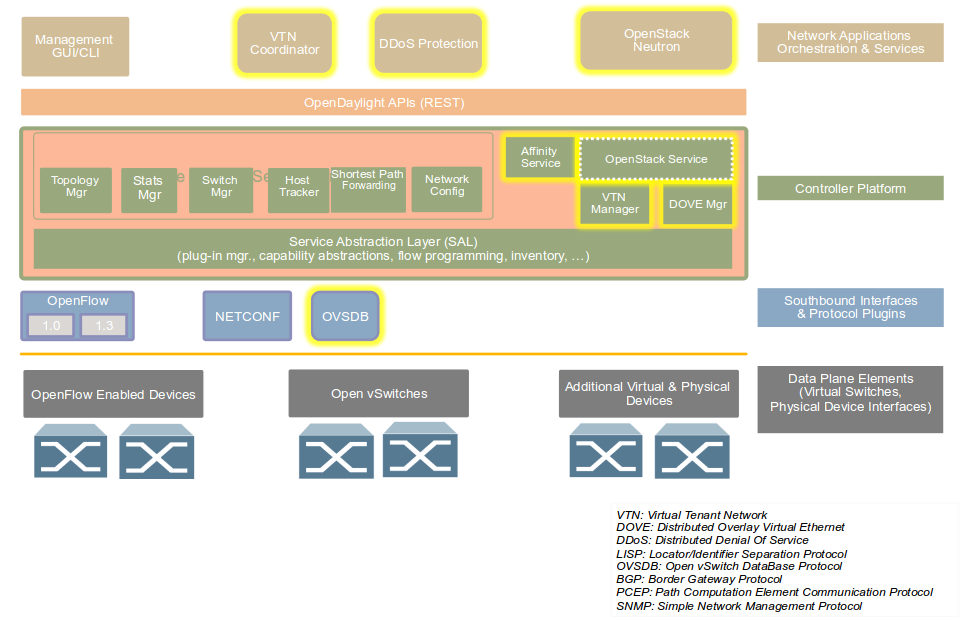 Management
GUI/CLI
VTN
Coordinator
DDoS Protection
OpenStack
Neutron
Network Applications
Orchestration & Services
OpenDaylight APIs (REST)
Affinity
Service
OpenStack Service
Topology
Mgr
Stats
Mgr
Switch
Mgr
Host
Tracker
Shortest Path
Forwarding
Network
Config
VTN
Manager
DOVE Mgr
Controller Platform
Service Abstraction Layer (SAL)
(plug-in mgr., capability abstractions, flow programming, inventory, …)
OpenFlow
1.0
1.3
NETCONF
OVSDB
Southbound Interfaces
& Protocol Plugins
OpenFlow Enabled Devices
Open vSwitches
Additional Virtual & Physical
Devices
Data Plane Elements
(Virtual Switches,
Physical Device Interfaces)
VTN: Virtual Tenant Network
DOVE: Distributed Overlay Virtual Ethernet
DDoS: Distributed Denial Of Service
LISP: Locator/Identifier Separation Protocol
OVSDB: Open vSwitch DataBase Protocol
BGP: Border Gateway Protocol
PCEP: Path Computation Element Communication Protocol
SNMP: Simple Network Management Protocol